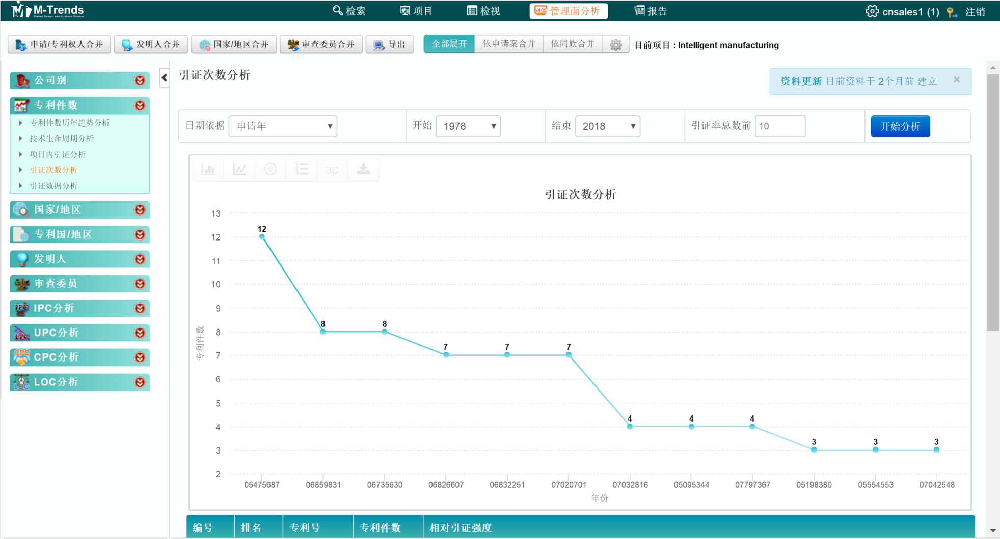 M-Trends
Patent Search and Analysis System
检索
项目
检视
管理面分析
报告
cnsales1 (1)
注销
申请/专利权人合并
发明人合并
国家/地区合并
审查委员合并
导出
全部展开
依申请案合并
依同族合并
目前项目 : Intelligent manufacturing
公司别
专利件数
专利件数历年趋势分析
技术生命周期分析
项目内引证分析
引证次数分析
引证数据分析
国家/地区
专利国/地区
发明人
审查委员
IPC
IPC分析
UPC
UPC分析
CPC
CPC分析
LOC
LOC分析
引证次数分析
资料更新 目前资料于 2个月前 建立 ×
日期依据 申请年
开始 1978
结束 2018
引证率总数前 10
开始分析
3D
引证次数分析
13
12
11
10
9
8
7
6
5
4
3
2
专利件数
12
8
8
7
7
7
4
4
4
3
3
3
05475687
06859831
06735630
06826607
06832251
07020701
07032816
05095344
07797367
05198380
05554553
07042548
年份
编号
排名
专利号
专利件数
相对引证强度